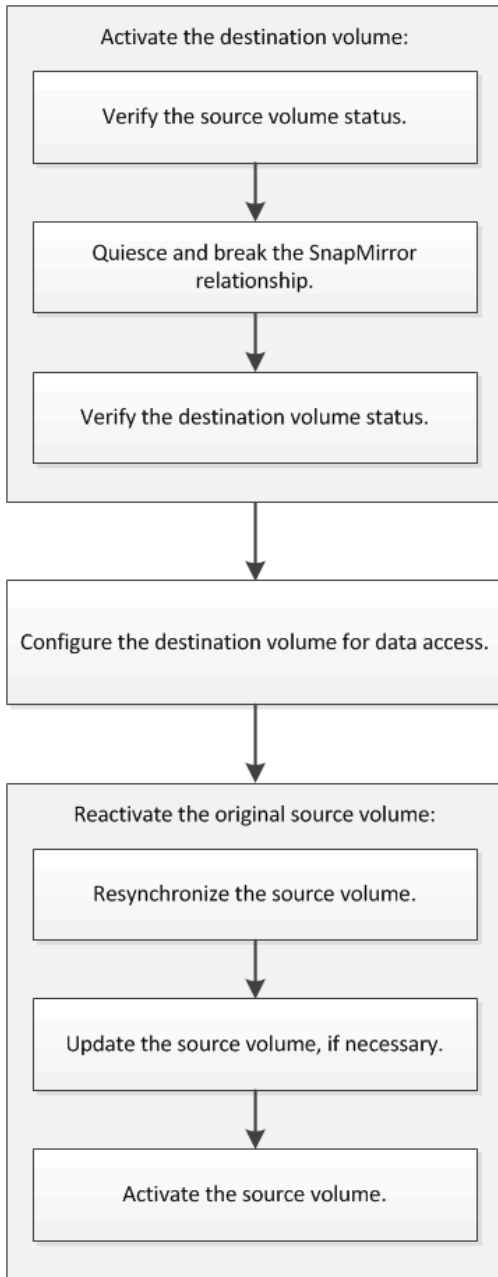 Activate the destination volume:
Verify the source volume status.
Quiesce and break the SnapMirror
relationship.
Verify the destination volume status.
Configure the destination volume for data access.
Reactivate the original source volume:
Resynchronize the source volume.
Update the source volume, if necessary.
Activate the source volume.